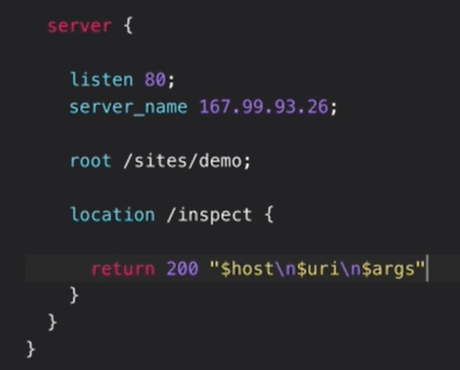 server {
listen 80;
server_name 167.99.93.26;
root /sites/demo;
location /inspect {
return 200 "$host\n$uri\n$args"
}
}
}